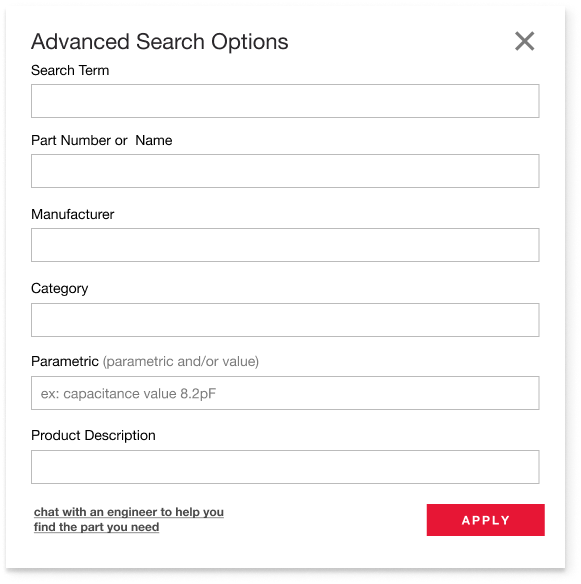 Advanced Search Options
Search Term
Part Number or  Name
Manufacturer
Category
Parametric (parametric and/or value)
ex: capacitance value 8.2pF
Product Description
chat with an engineer to help you
find the part you need
APPLY